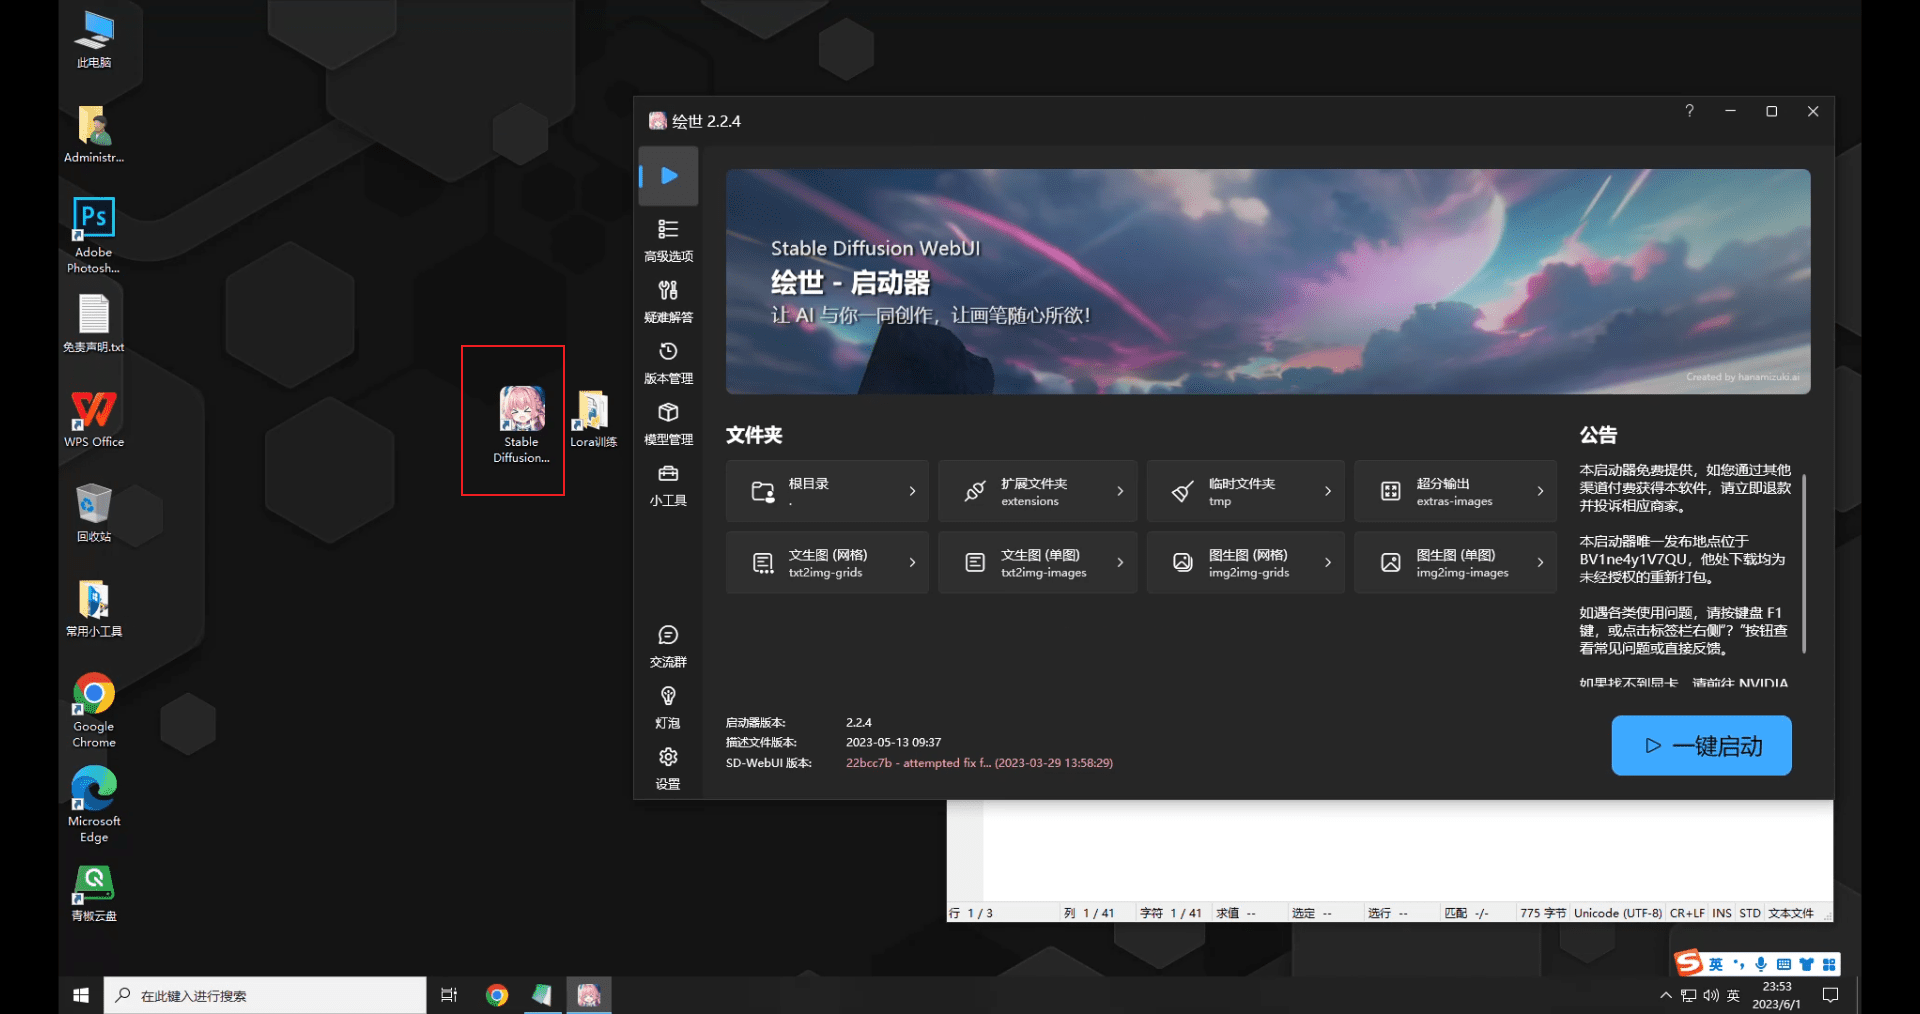 此电脑
Administr...
Ps
Adobe
Photosh...
免责声明.txt
WPS Office
回收站
常用小工具
Google
Chrome
Microsoft
Edge
青椒云盘
Stable
Diffusion...
Lora训练
绘世 2.2.4
?
高级选项
疑难解答
版本管理
模型管理
小工具
交流群
灯泡
设置
Stable Diffusion WebUI
绘世 - 启动器
让 AI 与你一同创作，让画笔随心所欲！
Created by hanamizuki.ai
文件夹
根目录
.
扩展文件夹
extensions
临时文件夹
tmp
超分输出
extras-images
文生图 (网格)
txt2img-grids
文生图 (单图)
txt2img-images
图生图 (网格)
img2img-grids
图生图 (单图)
img2img-images
公告
本启动器免费提供，如您通过其他
渠道付费获得本软件，请立即退款
并投诉相应商家。
本启动器唯一发布地点位于
BV1ne4y1V7QU，他处下载均为
未经授权的重新打包。
如遇各类使用问题，请按键盘 F1
键，或点击标签栏右侧“？”按钮查
看常见问题或直接反馈。
如果找不到显卡，请前往 NVIDIA
启动器版本: 2.2.4
描述文件版本: 2023-05-13 09:37
SD-WebUI 版本: 22bcc7b - attempted fix f... (2023-03-29 13:58:29)
一键启动
行 1 / 3 列 1 / 41 字符 1 / 41 求值 -- 选定 -- 选行 -- 匹配 -/- 775 字节 Unicode (UTF-8) CR+LF INS STD 文本文件
英
在此键入进行搜索
英
23:53
2023/6/1